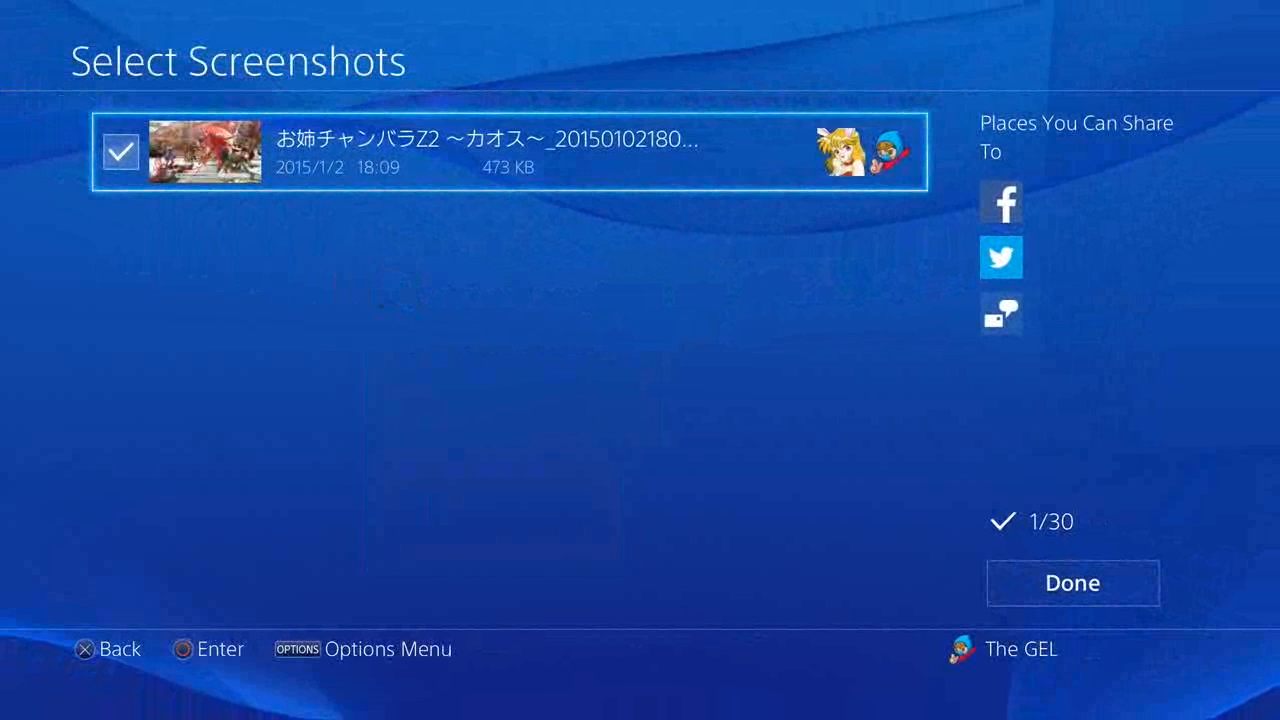 Select Screenshots
お姉チャンバラZ2 ～カオス～_20150102180...
2015/1/2 18:09 473 KB
Places You Can Share
To
1/30
Done
Back Enter OPTIONS Options Menu The GEL